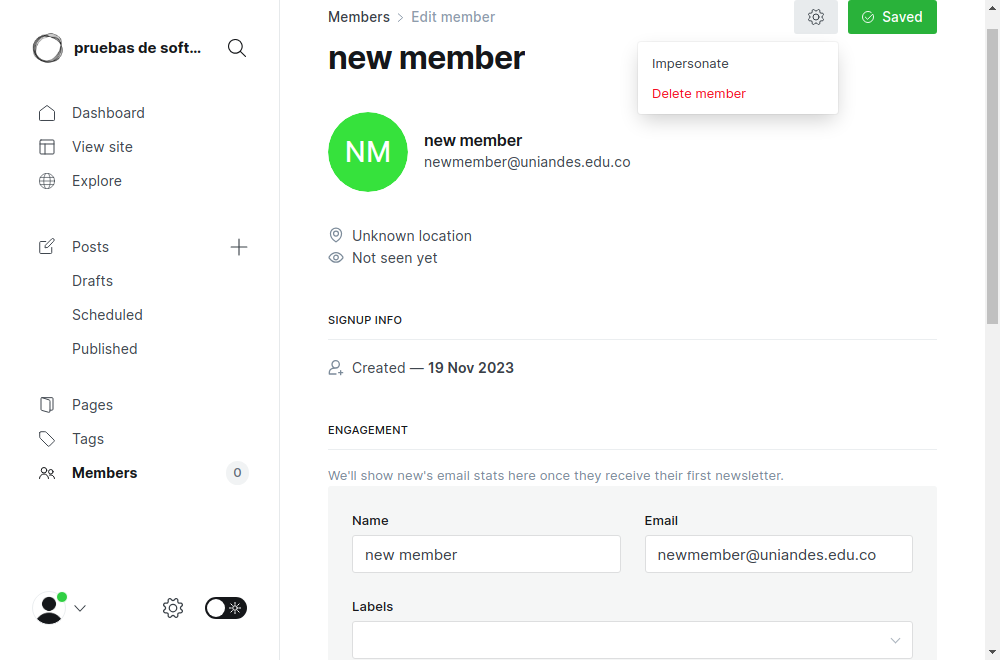 pruebas de soft...
Dashboard
View site
Explore
Posts
Drafts
Scheduled
Published
Pages
Tags
Members
0
Members
Edit member
Saved
new member
Impersonate
Delete member
NM
new member
newmember@uniandes.edu.co
Unknown location
Not seen yet
SIGNUP INFO
Created — 19 Nov 2023
ENGAGEMENT
We'll show new's email stats here once they receive their first newsletter.
Name
Email
new member
newmember@uniandes.edu.co
Labels